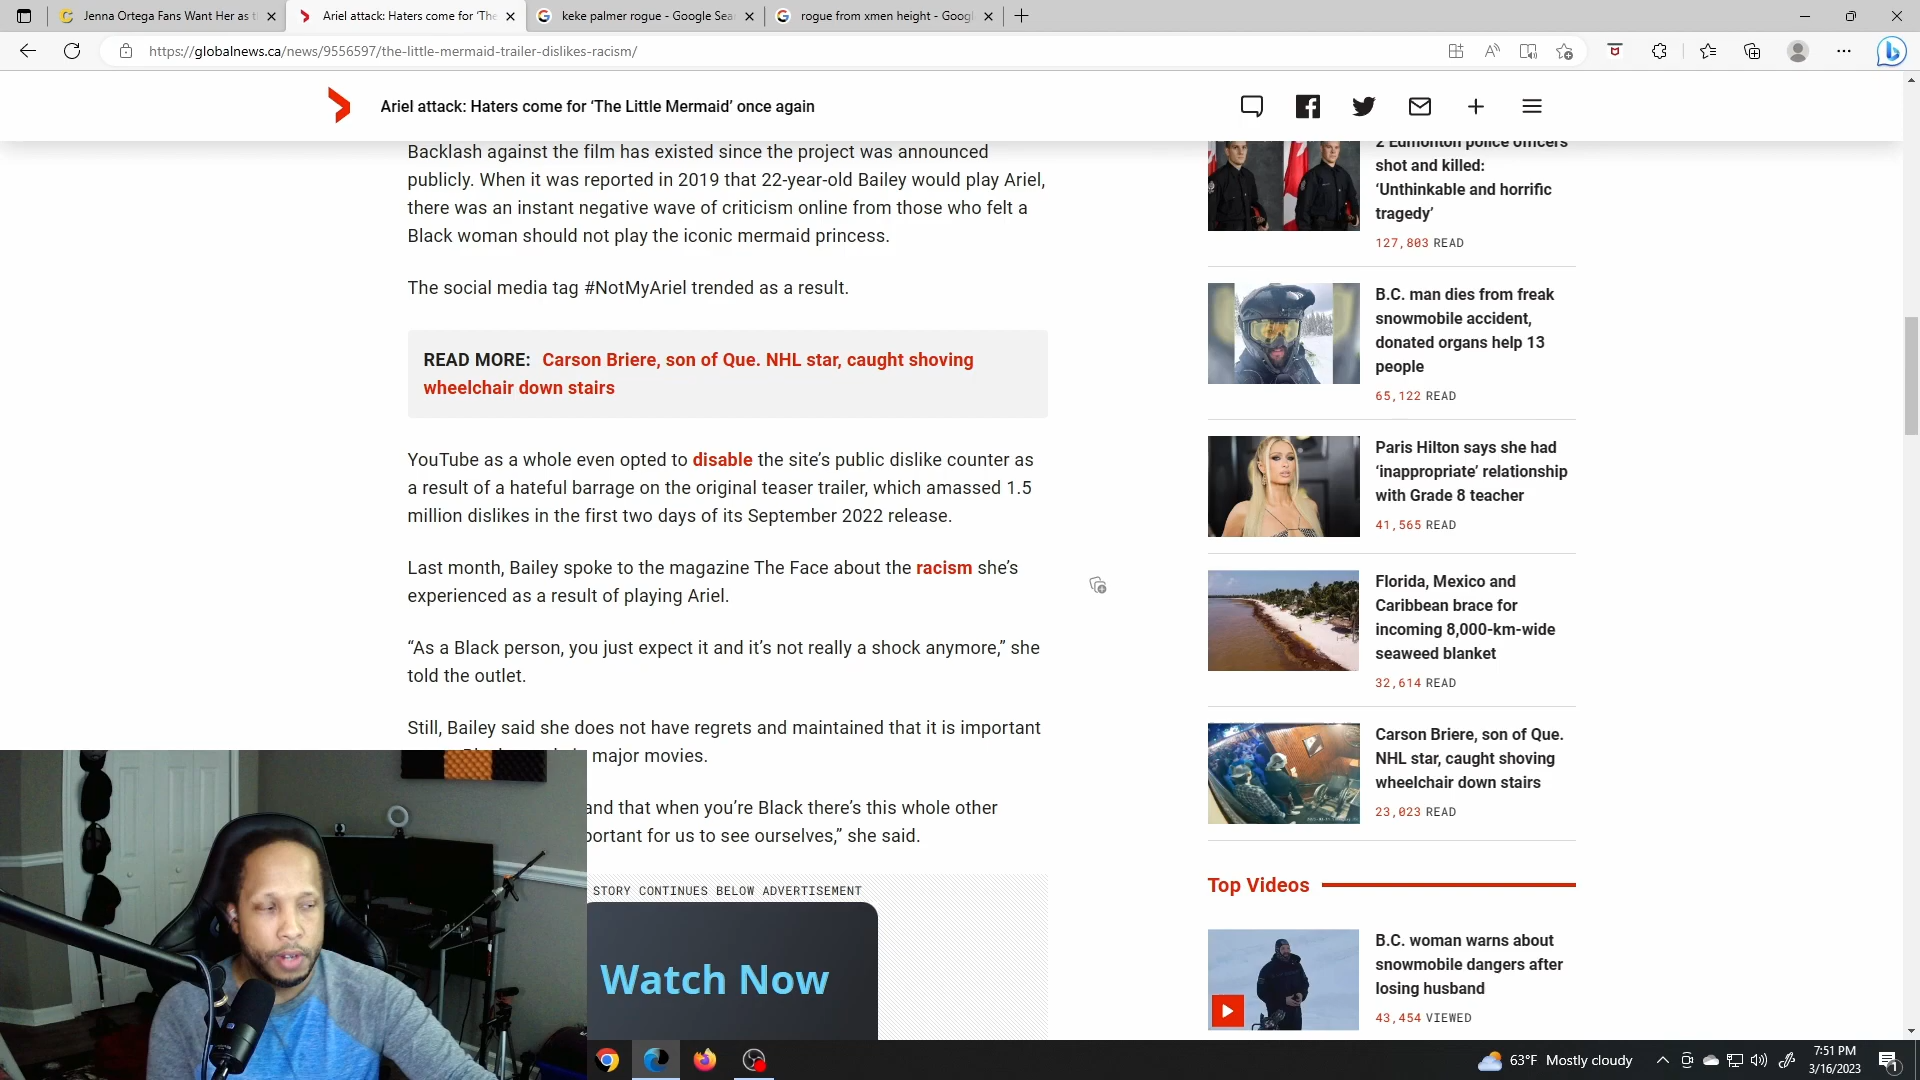 Jenna Ortega Fans Want Her as t
Ariel attack: Haters come for ‘The
keke palmer rogue - Google Sea
rogue from xmen height - Googl
https://globalnews.ca/news/9556597/the-little-mermaid-trailer-dislikes-racism/
Ariel attack: Haters come for ‘The Little Mermaid’ once again
Backlash against the film has existed since the project was announced
publicly. When it was reported in 2019 that 22-year-old Bailey would play Ariel,
there was an instant negative wave of criticism online from those who felt a
Black woman should not play the iconic mermaid princess.
The social media tag #NotMyAriel trended as a result.
READ MORE: Carson Briere, son of Que. NHL star, caught shoving
wheelchair down stairs
YouTube as a whole even opted to disable the site’s public dislike counter as
a result of a hateful barrage on the original teaser trailer, which amassed 1.5
million dislikes in the first two days of its September 2022 release.
Last month, Bailey spoke to the magazine The Face about the racism she’s
experienced as a result of playing Ariel.
“As a Black person, you just expect it and it’s not really a shock anymore,” she
told the outlet.
Still, Bailey said she does not have regrets and maintained that it is important
major movies.
and that when you’re Black there’s this whole other
portant for us to see ourselves,” she said.
STORY CONTINUES BELOW ADVERTISEMENT
Watch Now
2 Edmonton police officers
shot and killed:
‘Unthinkable and horrific
tragedy’
127,803 READ
B.C. man dies from freak
snowmobile accident,
donated organs help 13
people
65,122 READ
Paris Hilton says she had
‘inappropriate’ relationship
with Grade 8 teacher
41,565 READ
Florida, Mexico and
Caribbean brace for
incoming 8,000-km-wide
seaweed blanket
32,614 READ
Carson Briere, son of Que.
NHL star, caught shoving
wheelchair down stairs
23,023 READ
Top Videos
B.C. woman warns about
snowmobile dangers after
losing husband
43,454 VIEWED
63°F Mostly cloudy
7:51 PM
3/16/2023
1